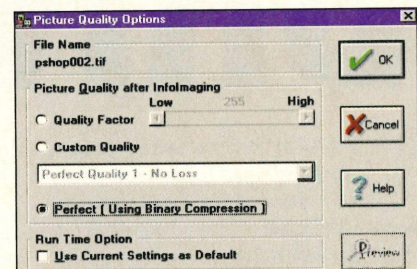 Picture Quality Options
File Name
pshop002.tif
OK
Picture Quality after InfoImaging
Low 255 High
Quality Factor
Cancel
Custom Quality
Perfect Quality 1 - No Loss
Help
Perfect ( Using Binary Compression )
Run Time Option
Use Current Settings as Default
Preview